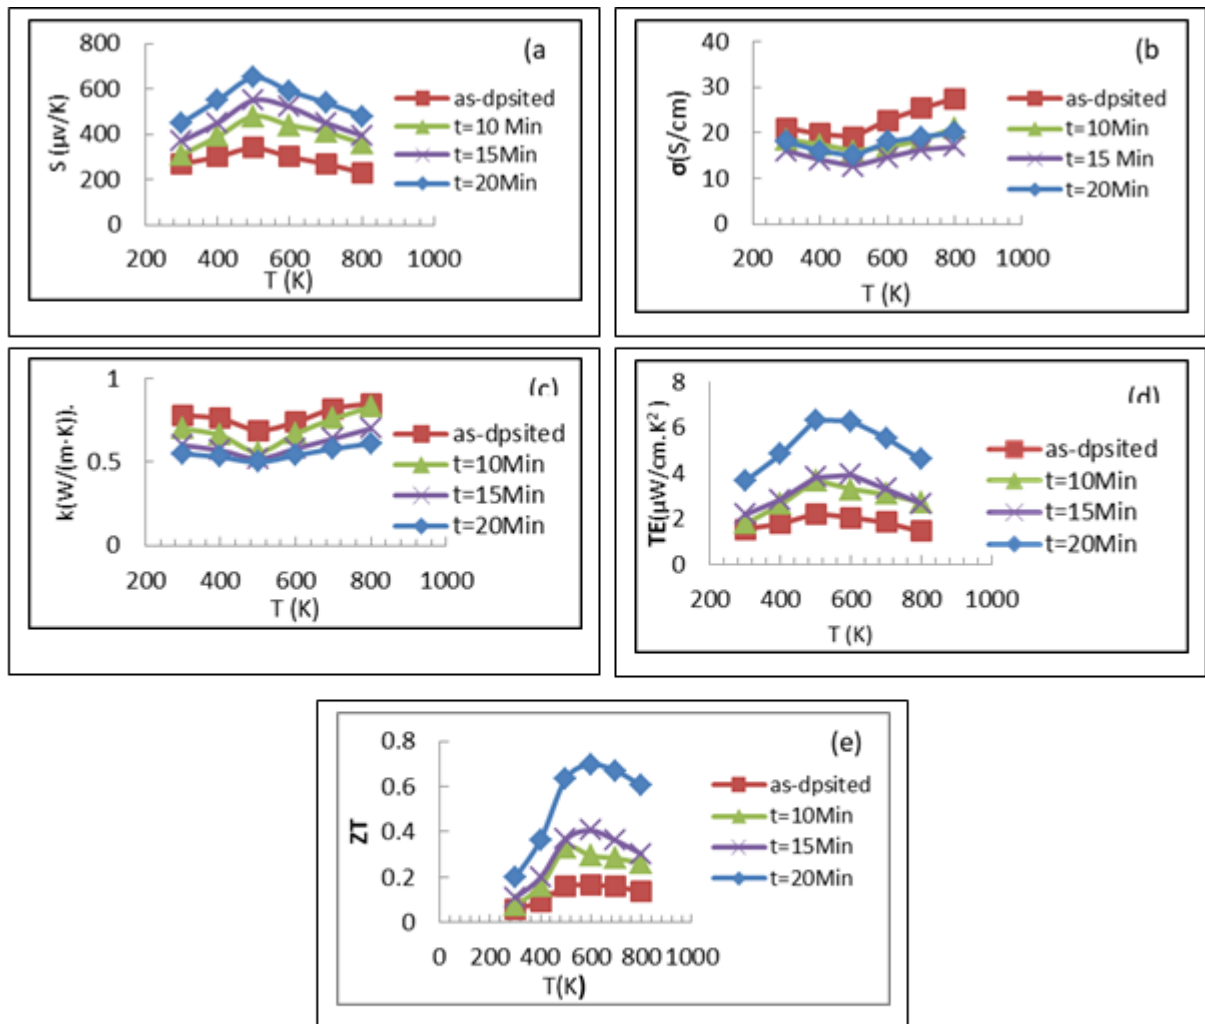 (a
800
600
400
200
0
S (μv/K)
200 400 600 800 1000
T (K)
as-dpsited
t=10 Min
t=15Min
t=20Min
(b
40
30
20
10
0
σ(S/cm)
200 400 600 800 1000
T (K)
as-dpsited
t=10Min
t=15 Min
t=20Min
(c)
1
0.5
0
k(W/(m·K)).
200 400 600 800 1000
T (K)
as-dpsited
t=10Min
t=15Min
t=20Min
(d)
8
6
4
2
0
TE(μW/cm.K² )
200 400 600 800 1000
T (K)
as-dpsited
t=10Min
t=15Min
t=20Min
(e)
0.8
0.6
0.4
0.2
0
ZT
0 200 400 600 800 1000
T(K)
as-dpsited
t=10Min
t=15Min
t=20Min